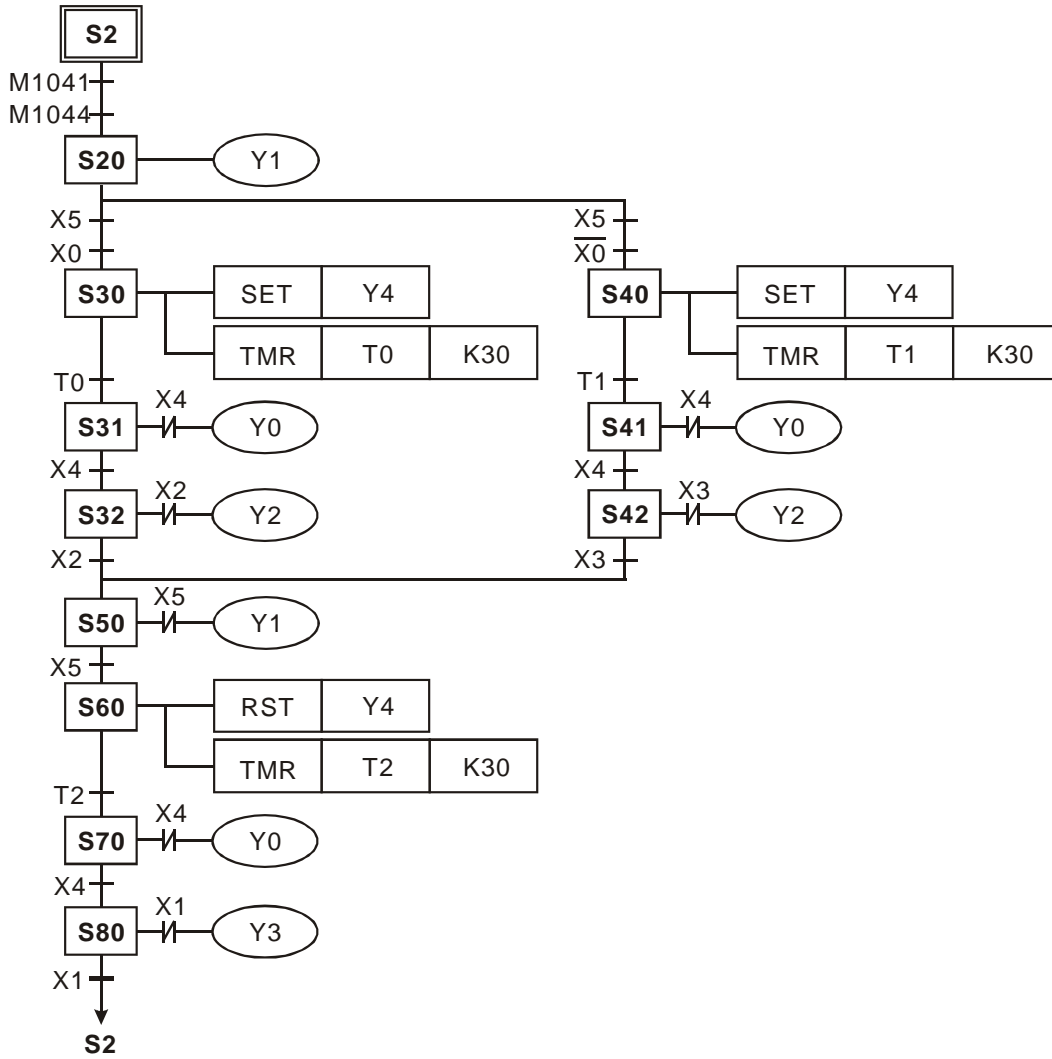 S2
M1041
M1044
S20 Y1
X5 X5
X0 X̅0̅
S30 SET Y4 S40 SET Y4
TMR T0 K30 TMR T1 K30
T0 T1
X4 X4
S31 Y0 S41 Y0
X4 X4
X2 X3
S32 Y2 S42 Y2
X2 X3
X5
S50 Y1
X5
S60 RST Y4
TMR T2 K30
T2
X4
S70 Y0
X4
X1
S80 Y3
X1
S2